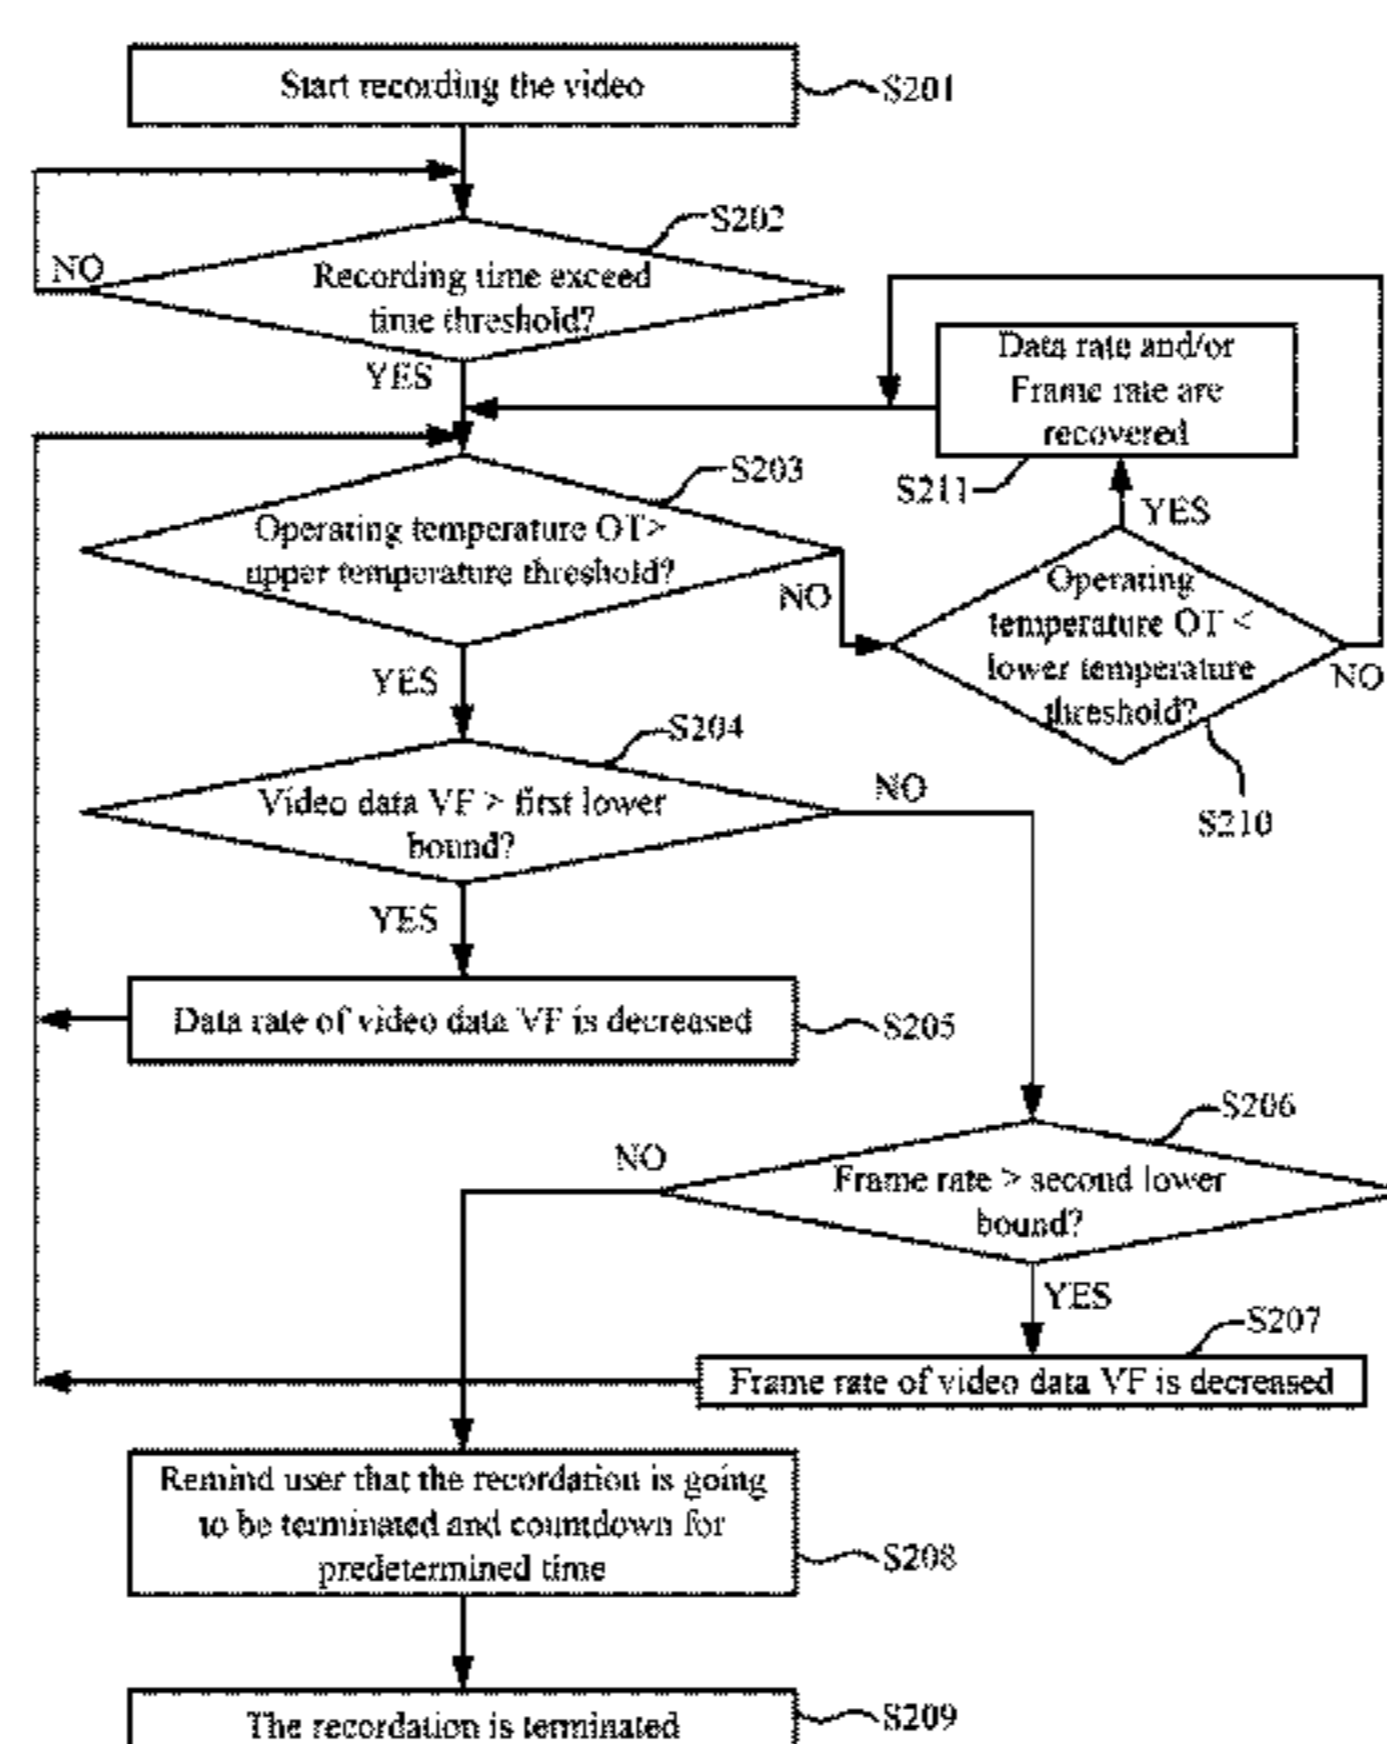 Start recording the video
S201
S202
NO
Recording time exceed
time threshold?
YES
Data rate and/or
Frame rate are
recovered
S211
YES
S203
Operating temperature OT>
upper temperature threshold?
NO
Operating
temperature OT <
lower temperature
threshold?
NO
S210
YES
S204
Video data VF > first lower
bound?
NO
YES
Data rate of video data VF is decreased
S205
S206
NO
Frame rate > second lower
bound?
YES
S207
Frame rate of video data VF is decreased
Remind user that the recordation is going
to be terminated and countdown for
predetermined time
S208
The recordation is terminated
S209